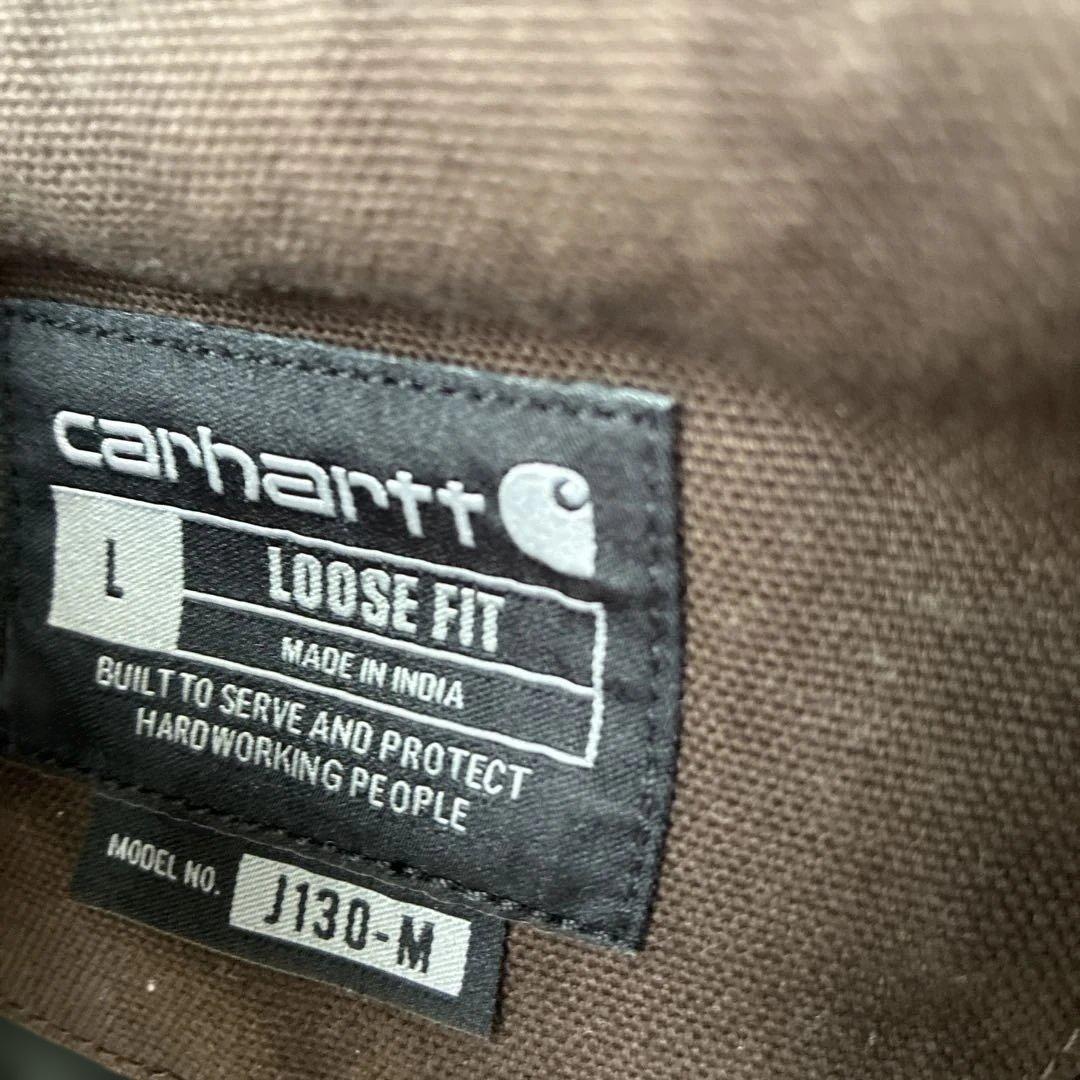 carhartt
L
LOOSE FIT
MADE IN INDIA
BUILT TO SERVE AND PROTECT
HARDWORKING PEOPLE
MODEL NO. J130-M